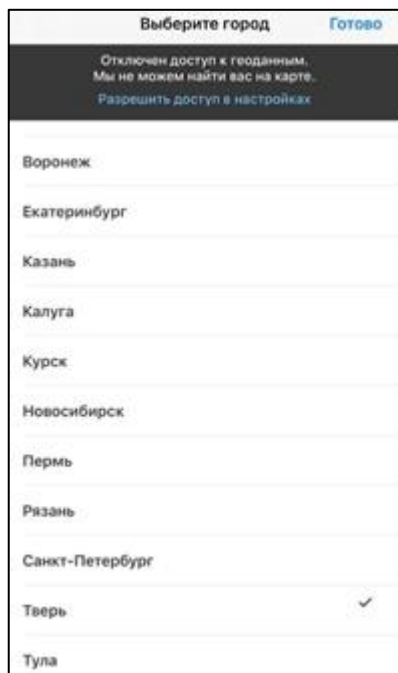 Выберите город
Готово
Отключен доступ к геоданным.
Мы не можем найти вас на карте.
Разрешить доступ в настройках
Воронеж
Екатеринбург
Казань
Калуга
Курск
Новосибирск
Пермь
Рязань
Санкт-Петербург
Тверь
Тула